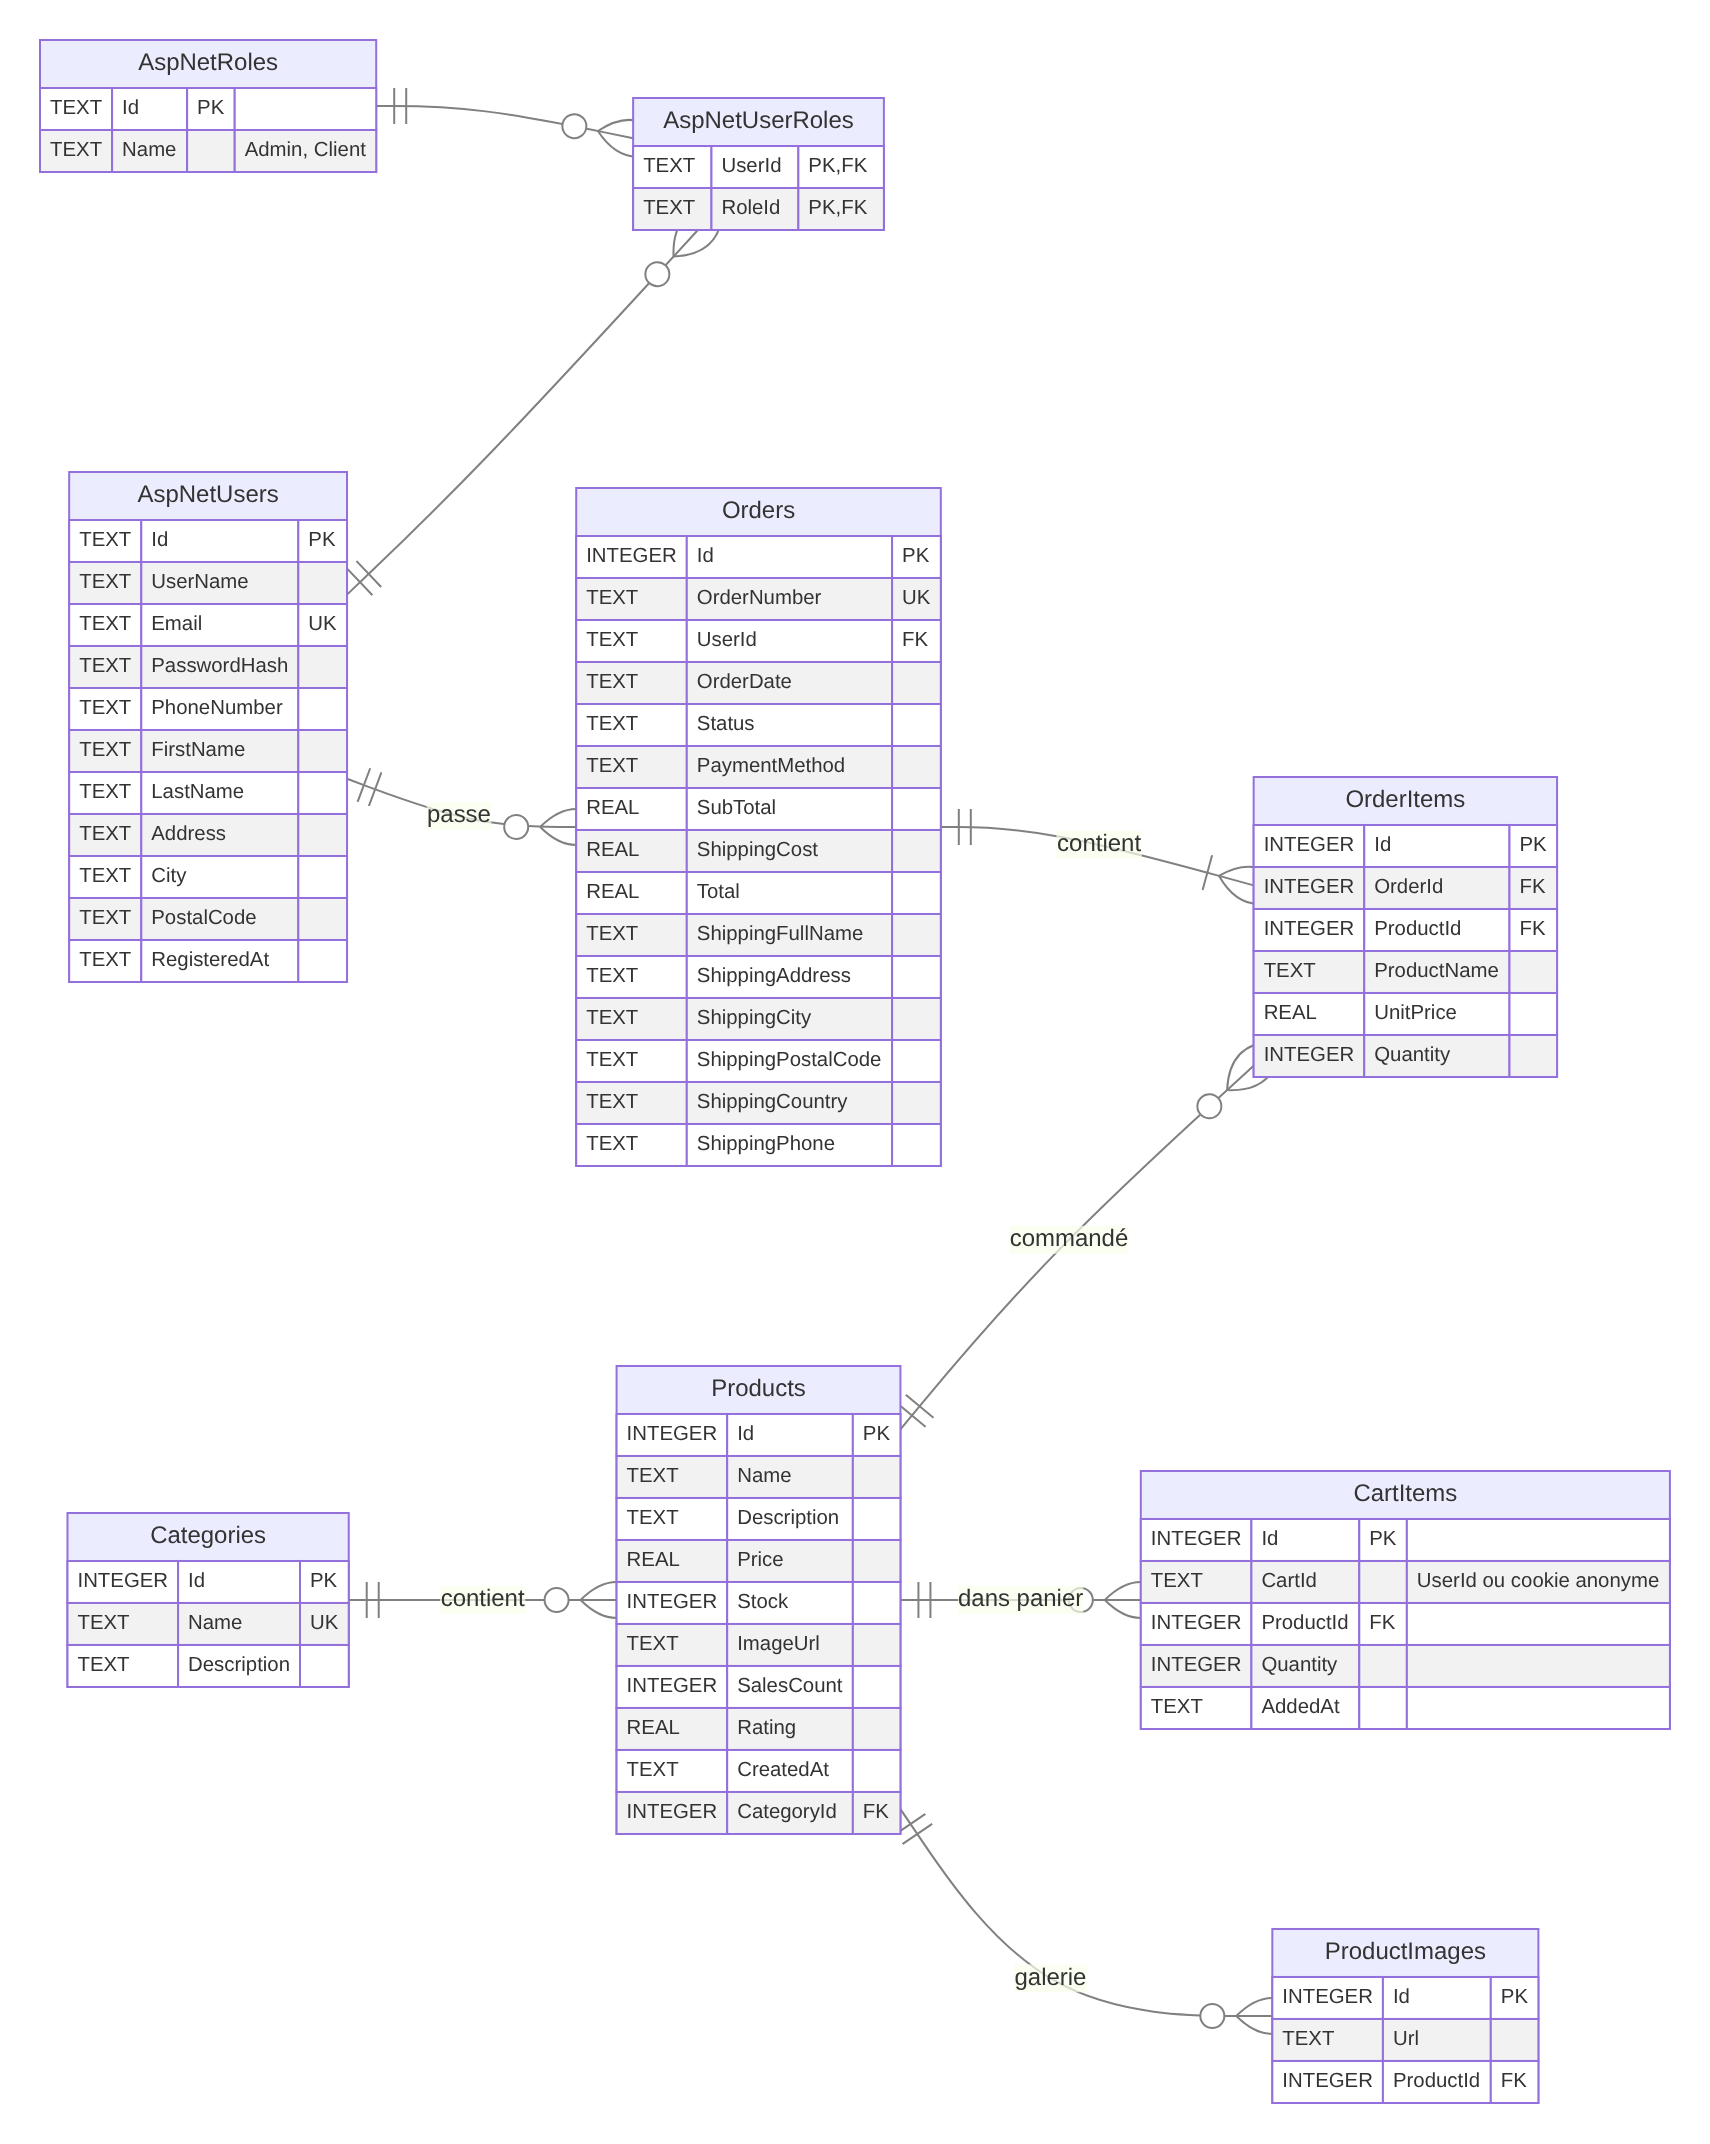 AspNetRoles
TEXT Id PK
TEXT Name Admin, Client
AspNetUserRoles
TEXT UserId PK,FK
TEXT RoleId PK,FK
AspNetUsers
TEXT Id PK
TEXT UserName
TEXT Email UK
TEXT PasswordHash
TEXT PhoneNumber
TEXT FirstName
TEXT LastName
TEXT Address
TEXT City
TEXT PostalCode
TEXT RegisteredAt
passe
Orders
INTEGER Id PK
TEXT OrderNumber UK
TEXT UserId FK
TEXT OrderDate
TEXT Status
TEXT PaymentMethod
REAL SubTotal
REAL ShippingCost
REAL Total
TEXT ShippingFullName
TEXT ShippingAddress
TEXT ShippingCity
TEXT ShippingPostalCode
TEXT ShippingCountry
TEXT ShippingPhone
contient
OrderItems
INTEGER Id PK
INTEGER OrderId FK
INTEGER ProductId FK
TEXT ProductName
REAL UnitPrice
INTEGER Quantity
commandé
Categories
INTEGER Id PK
TEXT Name UK
TEXT Description
contient
Products
INTEGER Id PK
TEXT Name
TEXT Description
REAL Price
INTEGER Stock
TEXT ImageUrl
INTEGER SalesCount
REAL Rating
TEXT CreatedAt
INTEGER CategoryId FK
dans panier
CartItems
INTEGER Id PK
TEXT CartId UserId ou cookie anonyme
INTEGER ProductId FK
INTEGER Quantity
TEXT AddedAt
galerie
ProductImages
INTEGER Id PK
TEXT Url
INTEGER ProductId FK